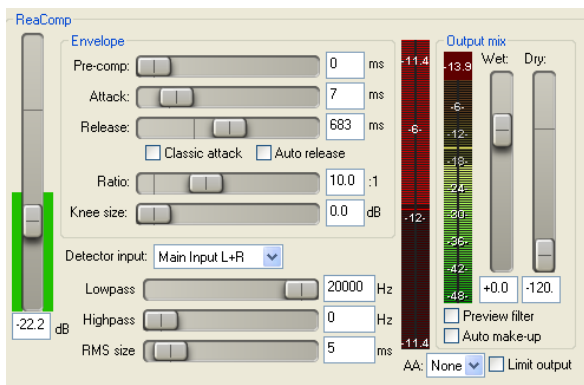 ReaComp
Envelope
Pre-comp: 0 ms
Attack: 7 ms
Release: 683 ms
Classic attack Auto release
Ratio: 10.0 :1
Knee size: 0.0 dB
Detector input: Main Input L+R
Lowpass 20000 Hz
Highpass 0 Hz
RMS size 5 ms
-22.2 dB
-11.4
-6-
-12-
-11.4
AA: None Limit output
Output mix
Wet: Dry:
-13.9
-6-
-12-
-18-
-24-
-30-
-36-
-42-
-48-
+0.0 -120.
Preview filter
Auto make-up